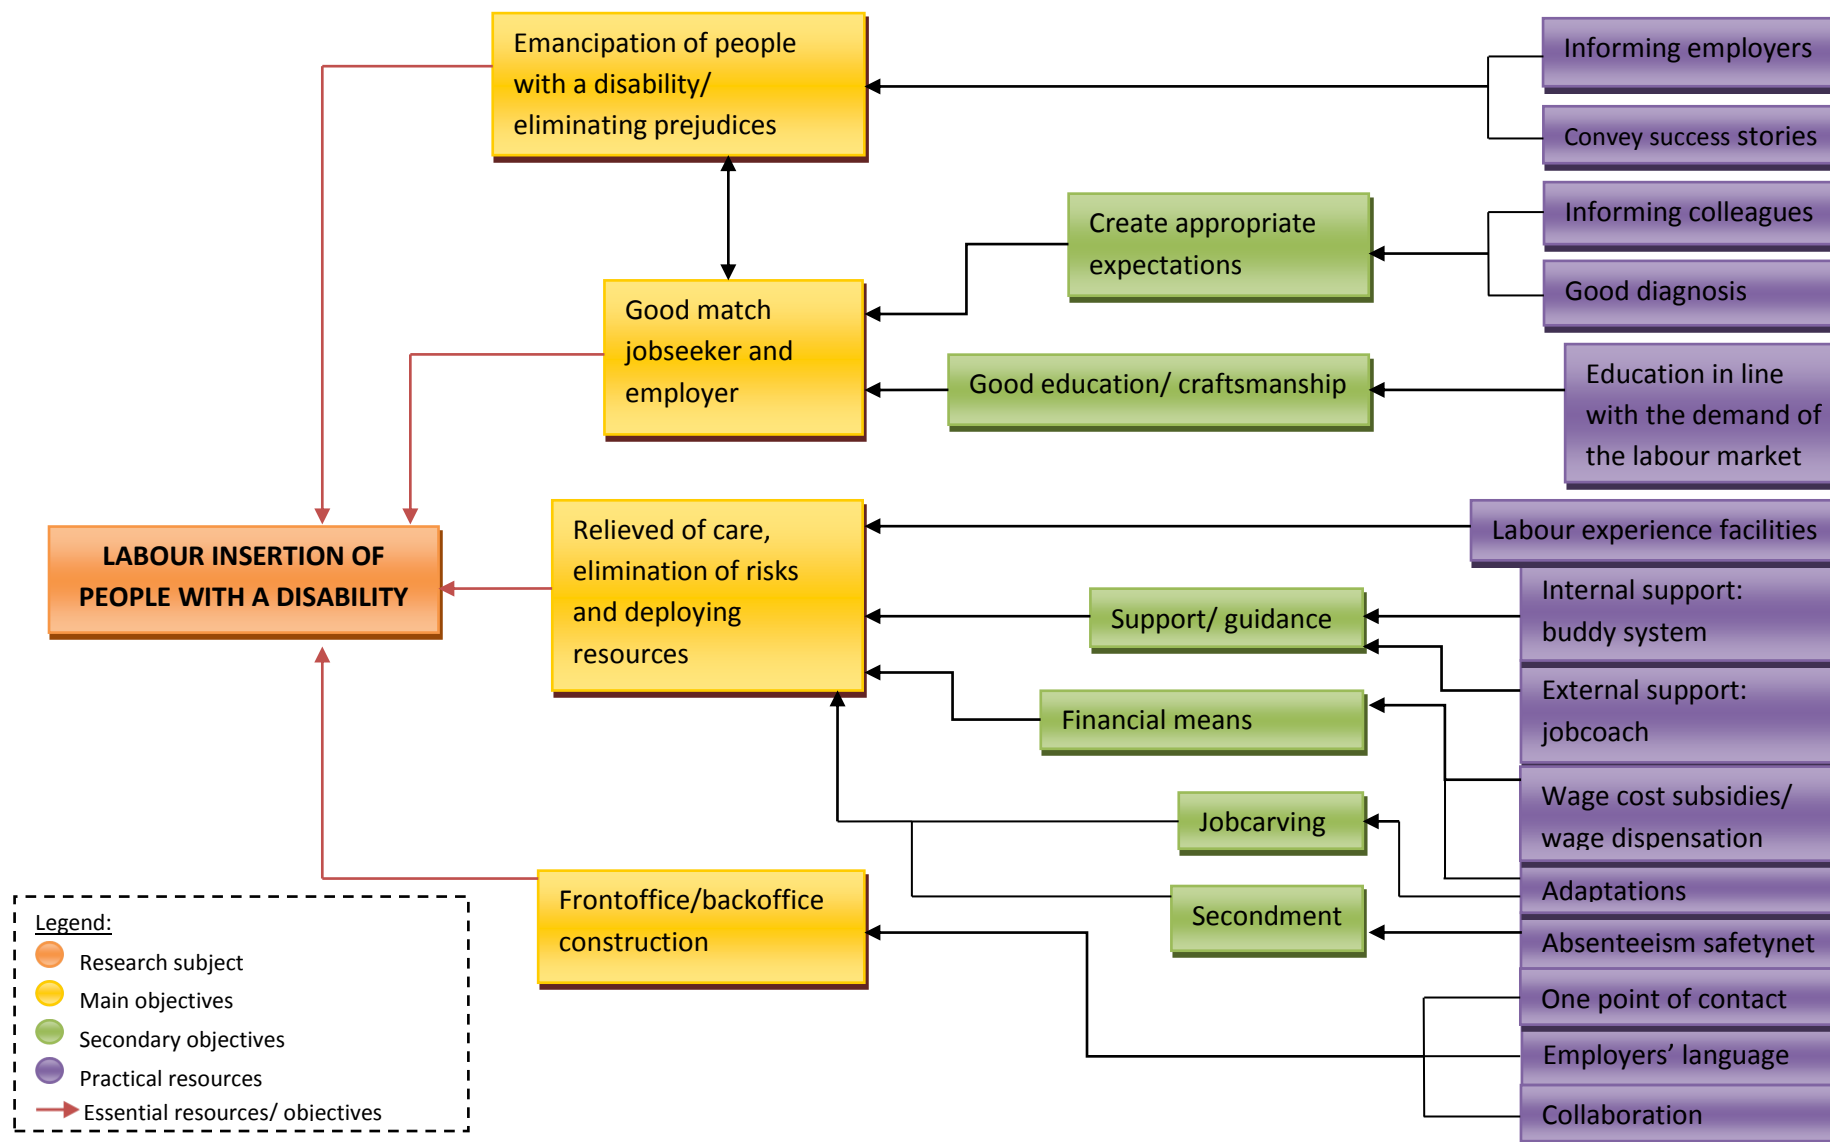 Emancipation of people
with a disability/
eliminating prejudices
Informing employers
Convey success stories
Informing colleagues
Create appropriate
expectations
Good diagnosis
Good match
jobseeker and
employer
Good education/ craftsmanship
Education in line
with the demand of
the labour market
LABOUR INSERTION OF
PEOPLE WITH A DISABILITY
Relieved of care,
elimination of risks
and deploying
resources
Labour experience facilities
Support/ guidance
Internal support:
buddy system
External support:
jobcoach
Financial means
Wage cost subsidies/
wage dispensation
Jobcarving
Adaptations
Secondment
Absenteeism safetynet
Frontoffice/backoffice
construction
One point of contact
Employers’ language
Collaboration
Legend:
Research subject
Main objectives
Secondary objectives
Practical resources
Essential resources/ objectives